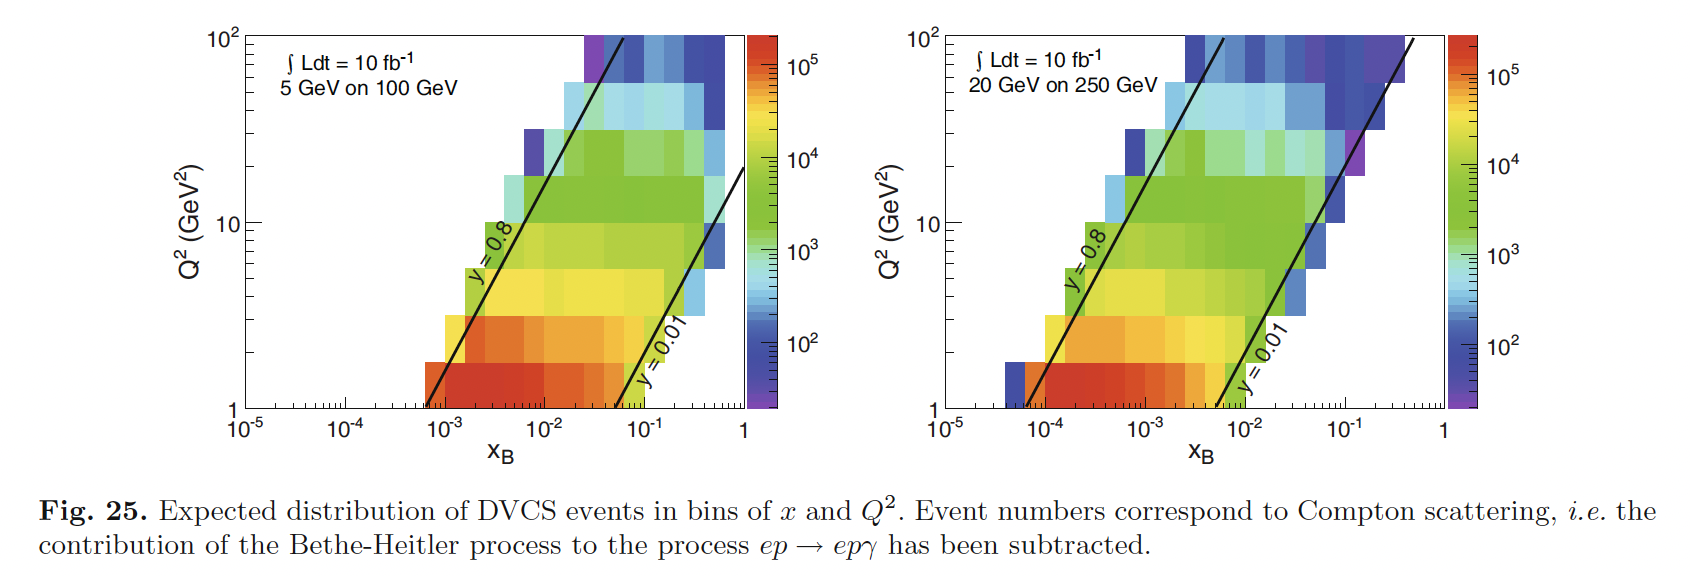 ∫ Ldt = 10 fb⁻¹
5 GeV on 100 GeV
Q² (GeV²)
10²
10
1
y = 0.8
y = 0.01
10⁻⁵ 10⁻⁴ 10⁻³ 10⁻² 10⁻¹ 1
x_B
10⁵
10⁴
10³
10²
∫ Ldt = 10 fb⁻¹
20 GeV on 250 GeV
Q² (GeV²)
10²
10
1
y = 0.8
y = 0.01
10⁻⁵ 10⁻⁴ 10⁻³ 10⁻² 10⁻¹ 1
x_B
10⁵
10⁴
10³
10²
Fig. 25. Expected distribution of DVCS events in bins of x and Q². Event numbers correspond to Compton scattering, i.e. the
contribution of the Bethe-Heitler process to the process ep → epγ has been subtracted.